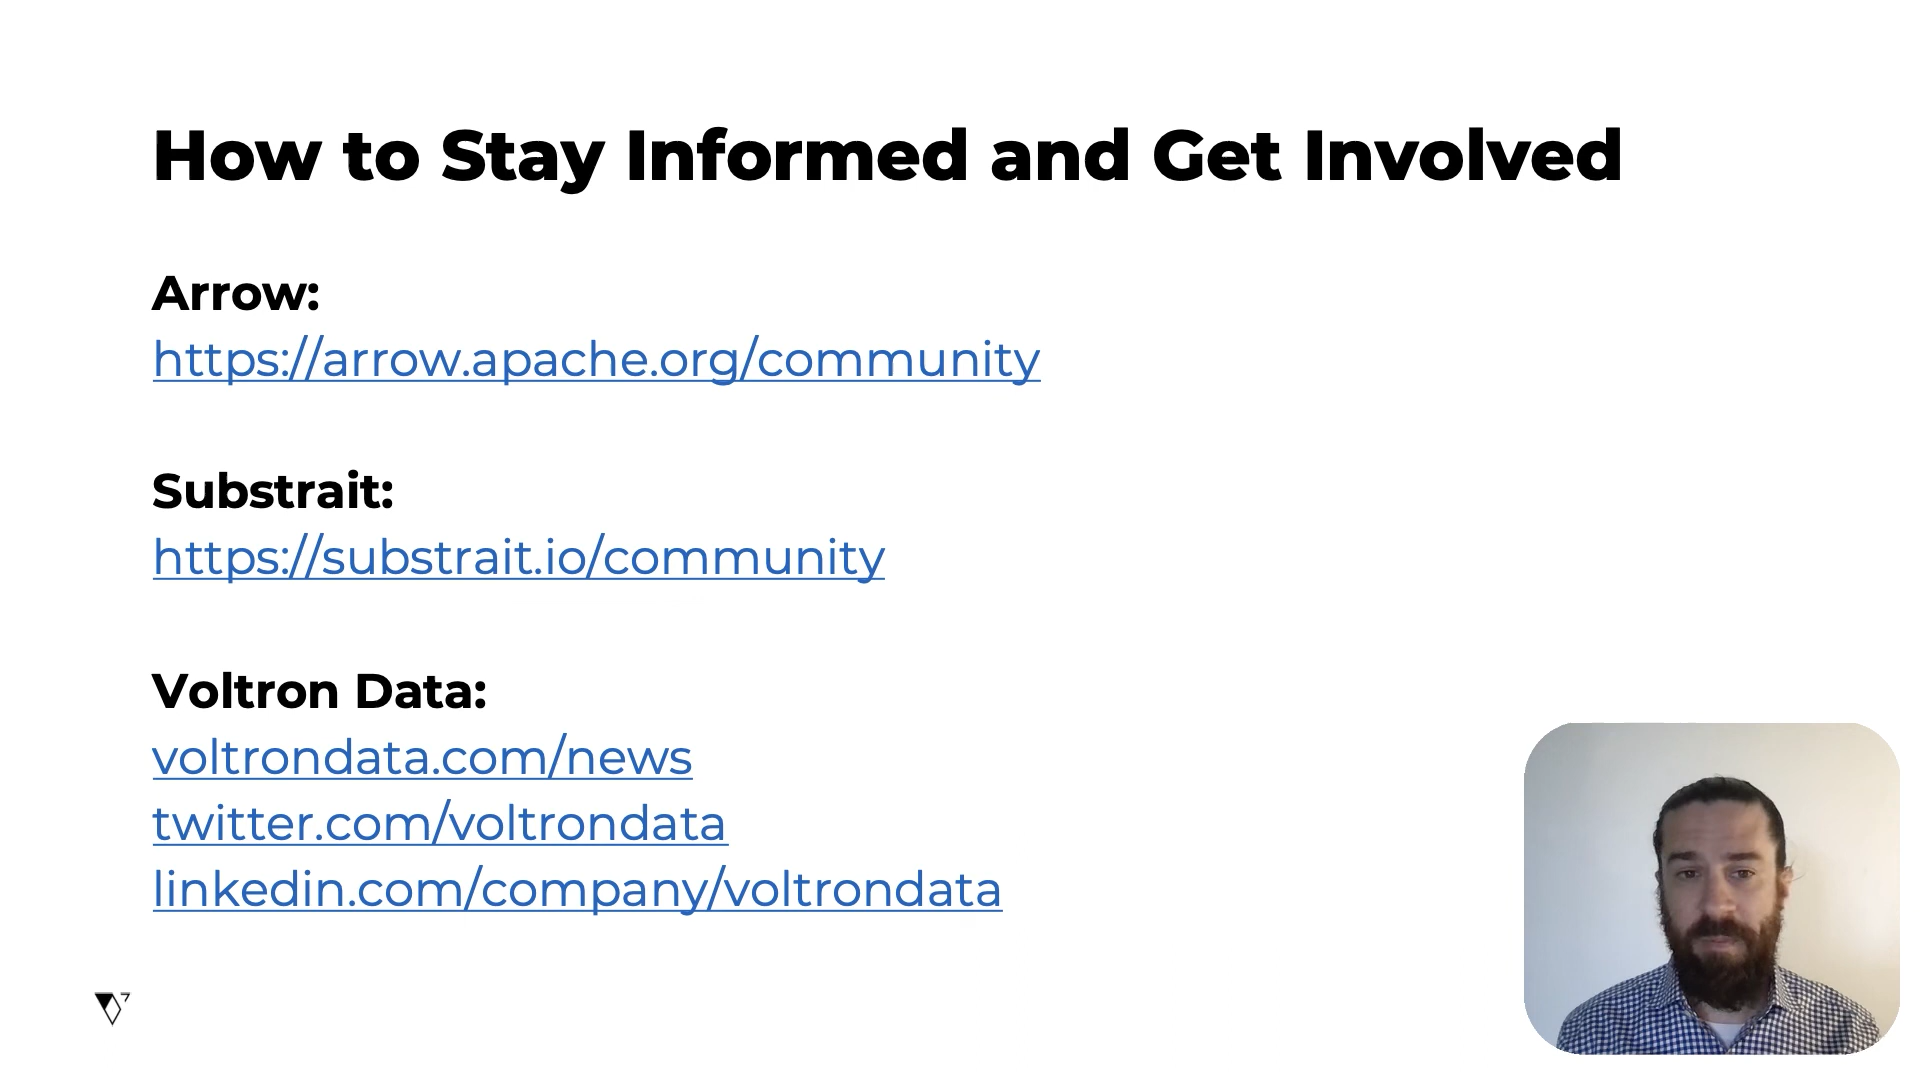 How to Stay Informed and Get Involved
Arrow:
https://arrow.apache.org/community
Substrait:
https://substrait.io/community
Voltron Data:
voltrondata.com/news
twitter.com/voltrondata
linkedin.com/company/voltrondata